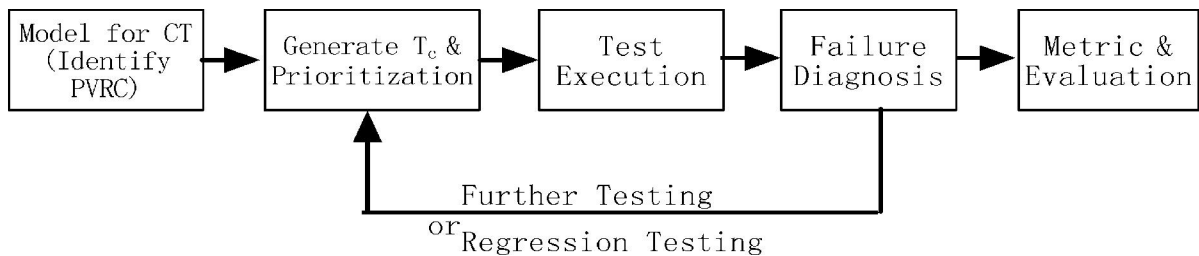 Model for CT
(Identify
PVRC)
Generate Tc &
Prioritization
Test
Execution
Failure
Diagnosis
Metric &
Evaluation
Further Testing
or
Regression Testing